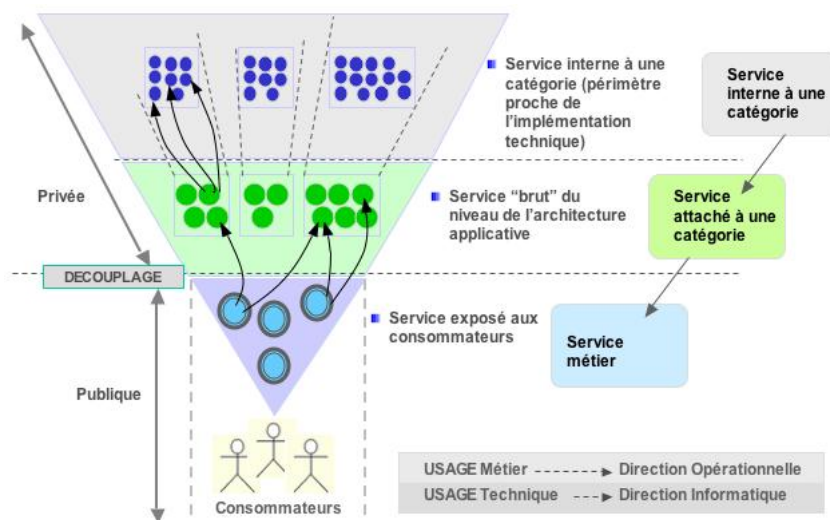 Service interne à une
catégorie (périmètre
proche de
l'implémentation
technique)
Service
interne à une
catégorie
Privée
Service “brut” du
niveau de l'architecture
applicative
Service
attaché à une
catégorie
DECOUPLAGE
Service exposé aux
consommateurs
Service
métier
Publique
Consommateurs
USAGE Métier Direction Opérationnelle
USAGE Technique Direction Informatique